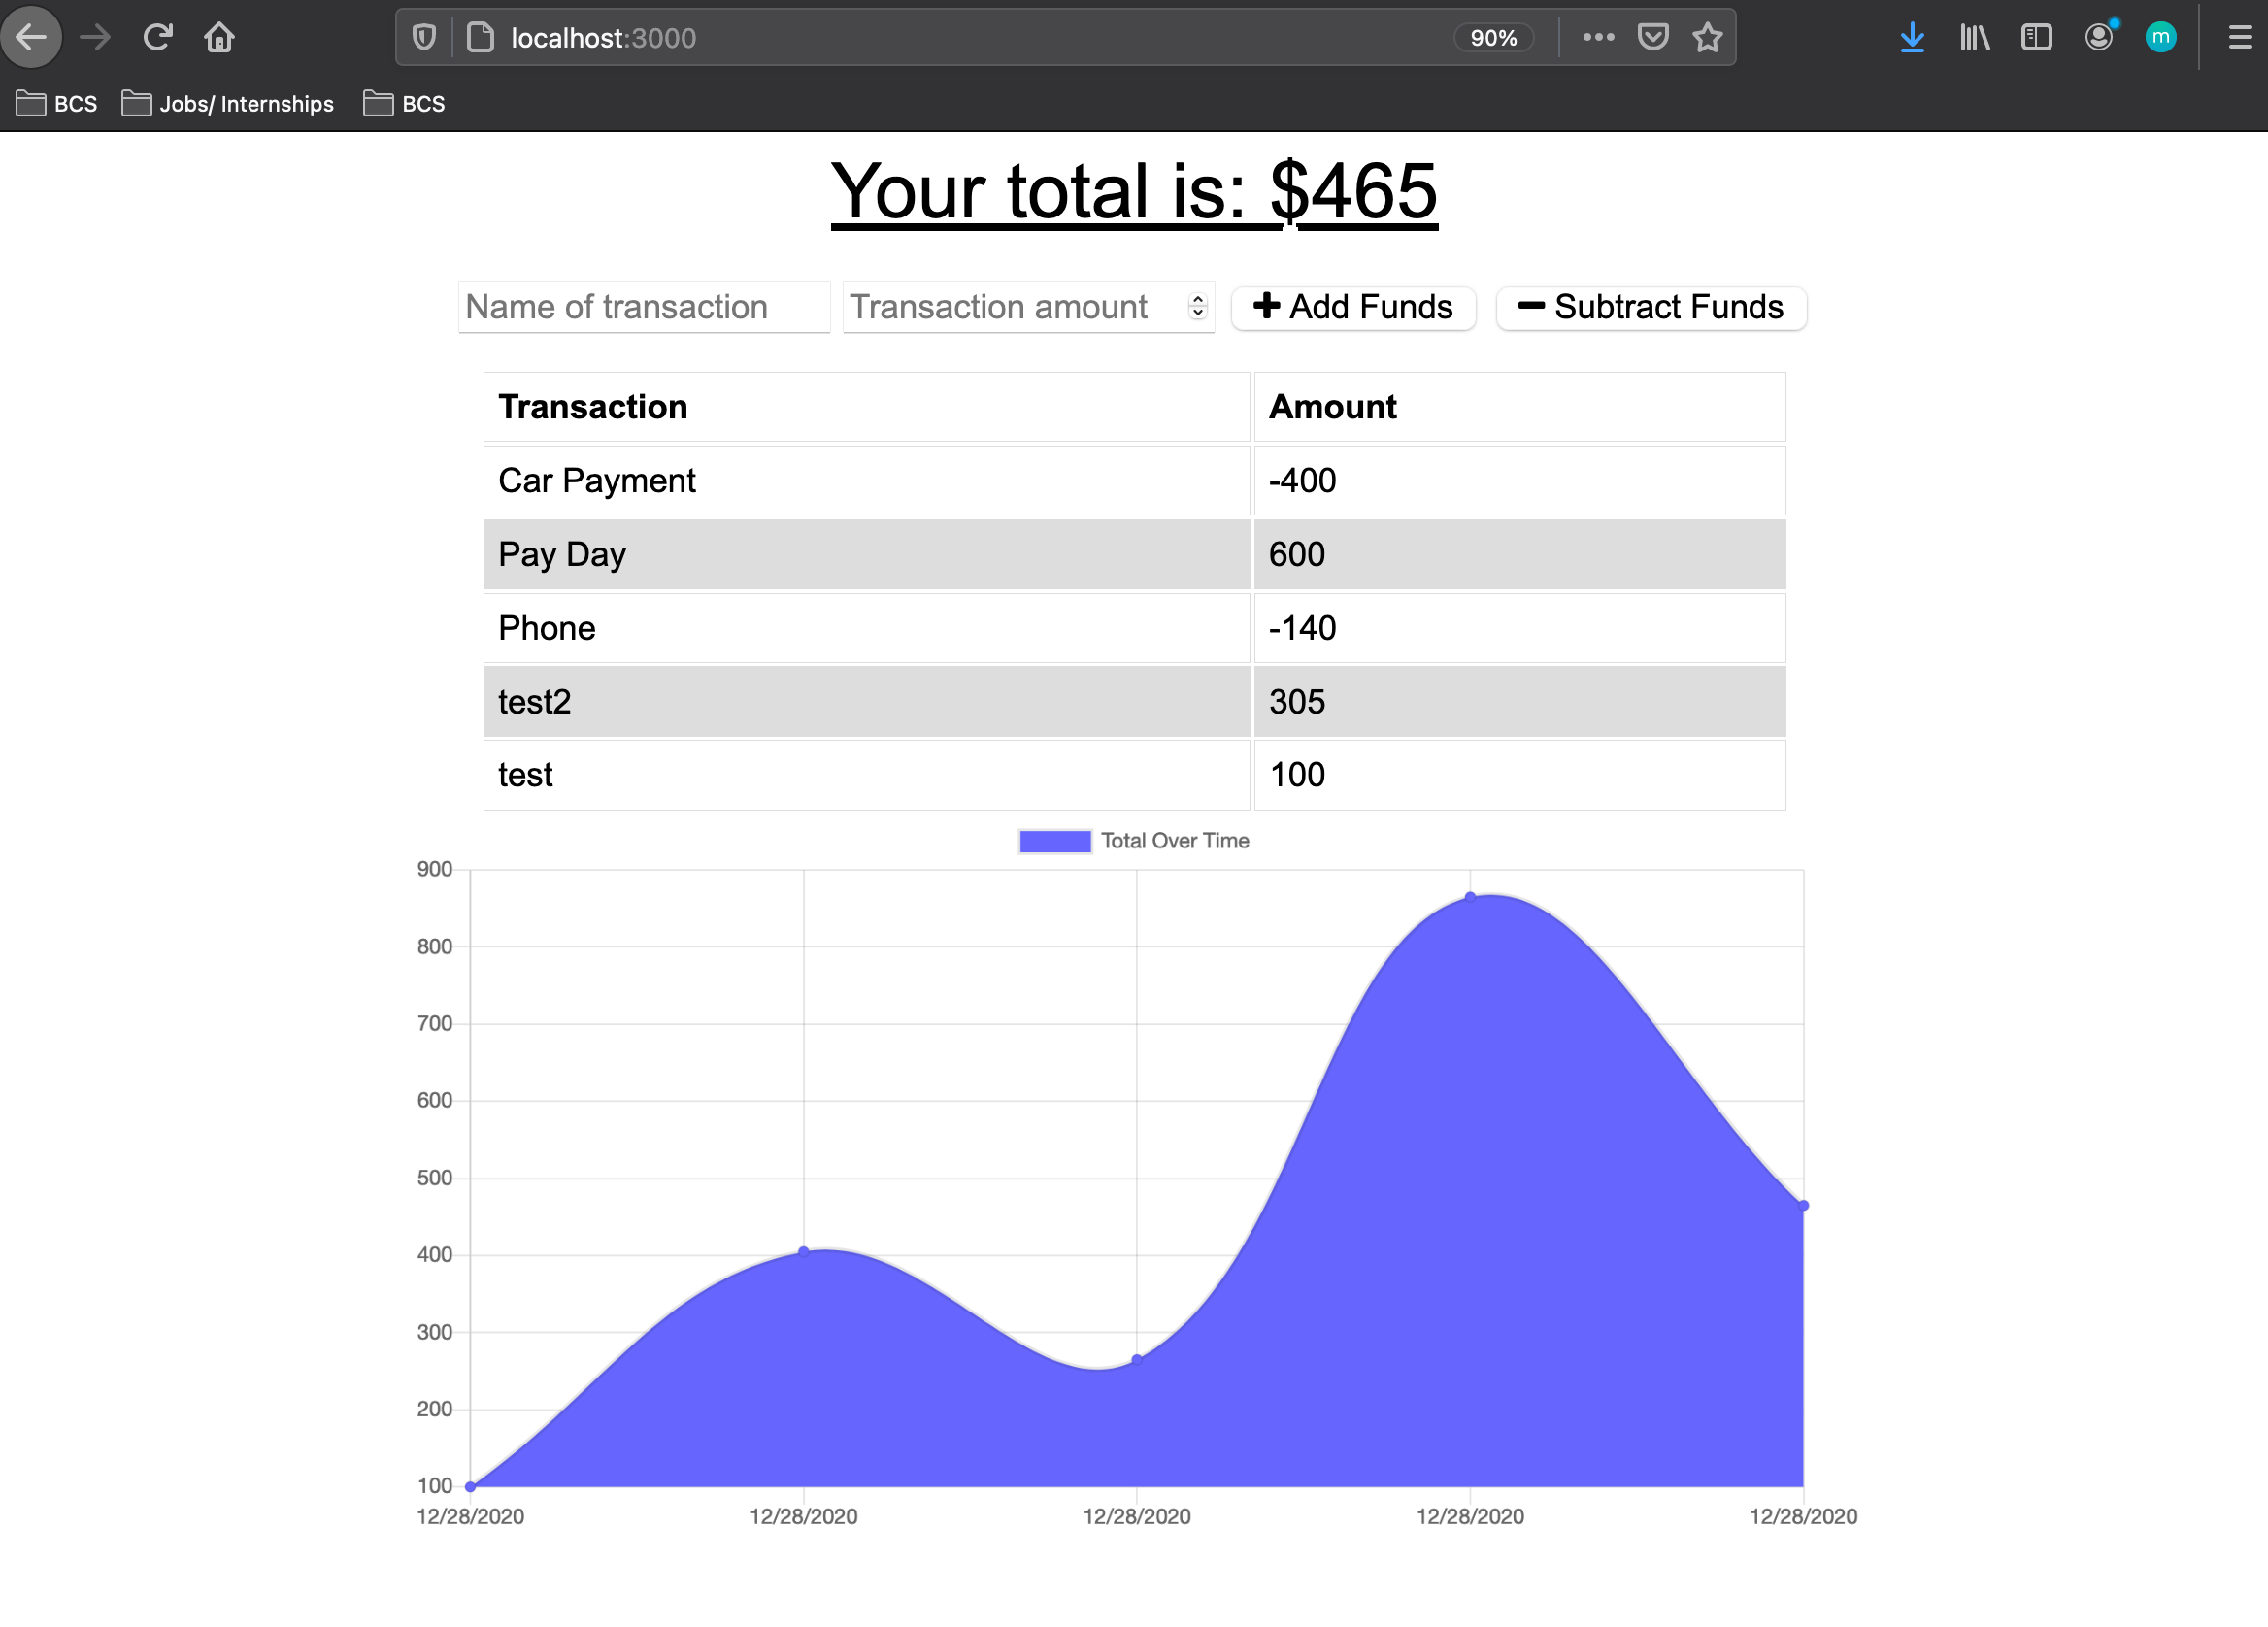 localhost:3000 90% m
BCS Jobs/ Internships BCS
Your total is: $465
Name of transaction Transaction amount Add Funds Subtract Funds
Transaction Amount
Car Payment -400
Pay Day 600
Phone -140
test2 305
test 100
Total Over Time
900
800
700
600
500
400
300
200
100
12/28/2020 12/28/2020 12/28/2020 12/28/2020 12/28/2020